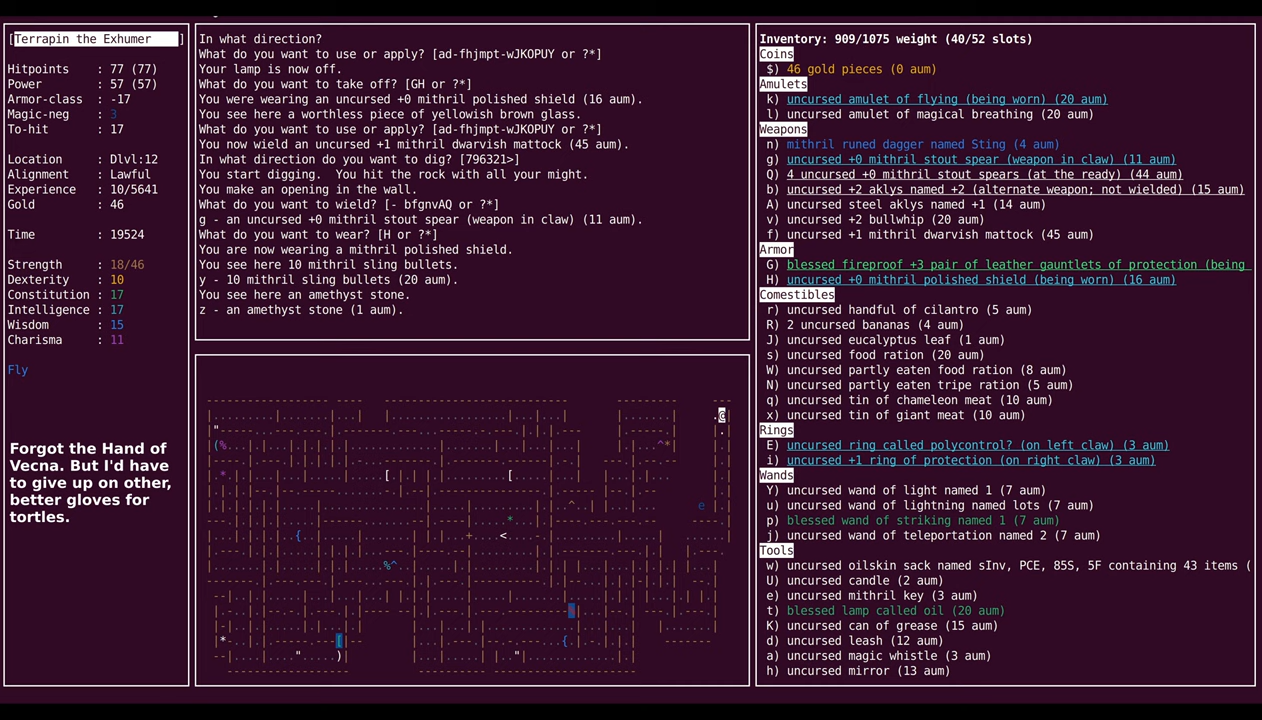 [Terrapin the Exhumer ]
Hitpoints : 77 (77)
Power : 57 (57)
Armor-class : -17
Magic-neg : 3
To-hit : 17
Location : Dlvl:12
Alignment : Lawful
Experience : 10/5641
Gold : 46
Time : 19524
Strength : 18/46
Dexterity : 10
Constitution : 17
Intelligence : 17
Wisdom : 15
Charisma : 11
Fly
Forgot the Hand of
Vecna. But I'd have
to give up on other,
better gloves for
tortles.
In what direction?
What do you want to use or apply? [ad-fhjmpt-wJKOPUY or ?*]
Your lamp is now off.
What do you want to take off? [GH or ?*]
You were wearing an uncursed +0 mithril polished shield (16 aum).
You see here a worthless piece of yellowish brown glass.
What do you want to use or apply? [ad-fhjmpt-wJKOPUY or ?*]
You now wield an uncursed +1 mithril dwarvish mattock (45 aum).
In what direction do you want to dig? [796321>]
You start digging.  You hit the rock with all your might.
You make an opening in the wall.
What do you want to wield? [- bfgnvAQ or ?*]
g - an uncursed +0 mithril stout spear (weapon in claw) (11 aum).
What do you want to wear? [H or ?*]
You are now wearing a mithril polished shield.
You see here 10 mithril sling bullets.
y - 10 mithril sling bullets (20 aum).
You see here an amethyst stone.
z - an amethyst stone (1 aum).
Inventory: 909/1075 weight (40/52 slots)
Coins
$) 46 gold pieces (0 aum)
Amulets
k) uncursed amulet of flying (being worn) (20 aum)
l) uncursed amulet of magical breathing (20 aum)
Weapons
n) mithril runed dagger named Sting (4 aum)
g) uncursed +0 mithril stout spear (weapon in claw) (11 aum)
Q) 4 uncursed +0 mithril stout spears (at the ready) (44 aum)
b) uncursed +2 aklys named +2 (alternate weapon; not wielded) (15 aum)
A) uncursed steel aklys named +1 (14 aum)
v) uncursed +2 bullwhip (20 aum)
f) uncursed +1 mithril dwarvish mattock (45 aum)
Armor
G) blessed fireproof +3 pair of leather gauntlets of protection (being
H) uncursed +0 mithril polished shield (being worn) (16 aum)
Comestibles
r) uncursed handful of cilantro (5 aum)
R) 2 uncursed bananas (4 aum)
J) uncursed eucalyptus leaf (1 aum)
s) uncursed food ration (20 aum)
W) uncursed partly eaten food ration (8 aum)
N) uncursed partly eaten tripe ration (5 aum)
q) uncursed tin of chameleon meat (10 aum)
x) uncursed tin of giant meat (10 aum)
Rings
E) uncursed ring called polycontrol? (on left claw) (3 aum)
i) uncursed +1 ring of protection (on right claw) (3 aum)
Wands
Y) uncursed wand of light named 1 (7 aum)
u) uncursed wand of lightning named lots (7 aum)
p) blessed wand of striking named 1 (7 aum)
j) uncursed wand of teleportation named 2 (7 aum)
Tools
w) uncursed oilskin sack named sInv, PCE, 85S, 5F containing 43 items (
U) uncursed candle (2 aum)
e) uncursed mithril key (3 aum)
t) blessed lamp called oil (20 aum)
K) uncursed can of grease (15 aum)
d) uncursed leash (12 aum)
a) uncursed magic whistle (3 aum)
h) uncursed mirror (13 aum)